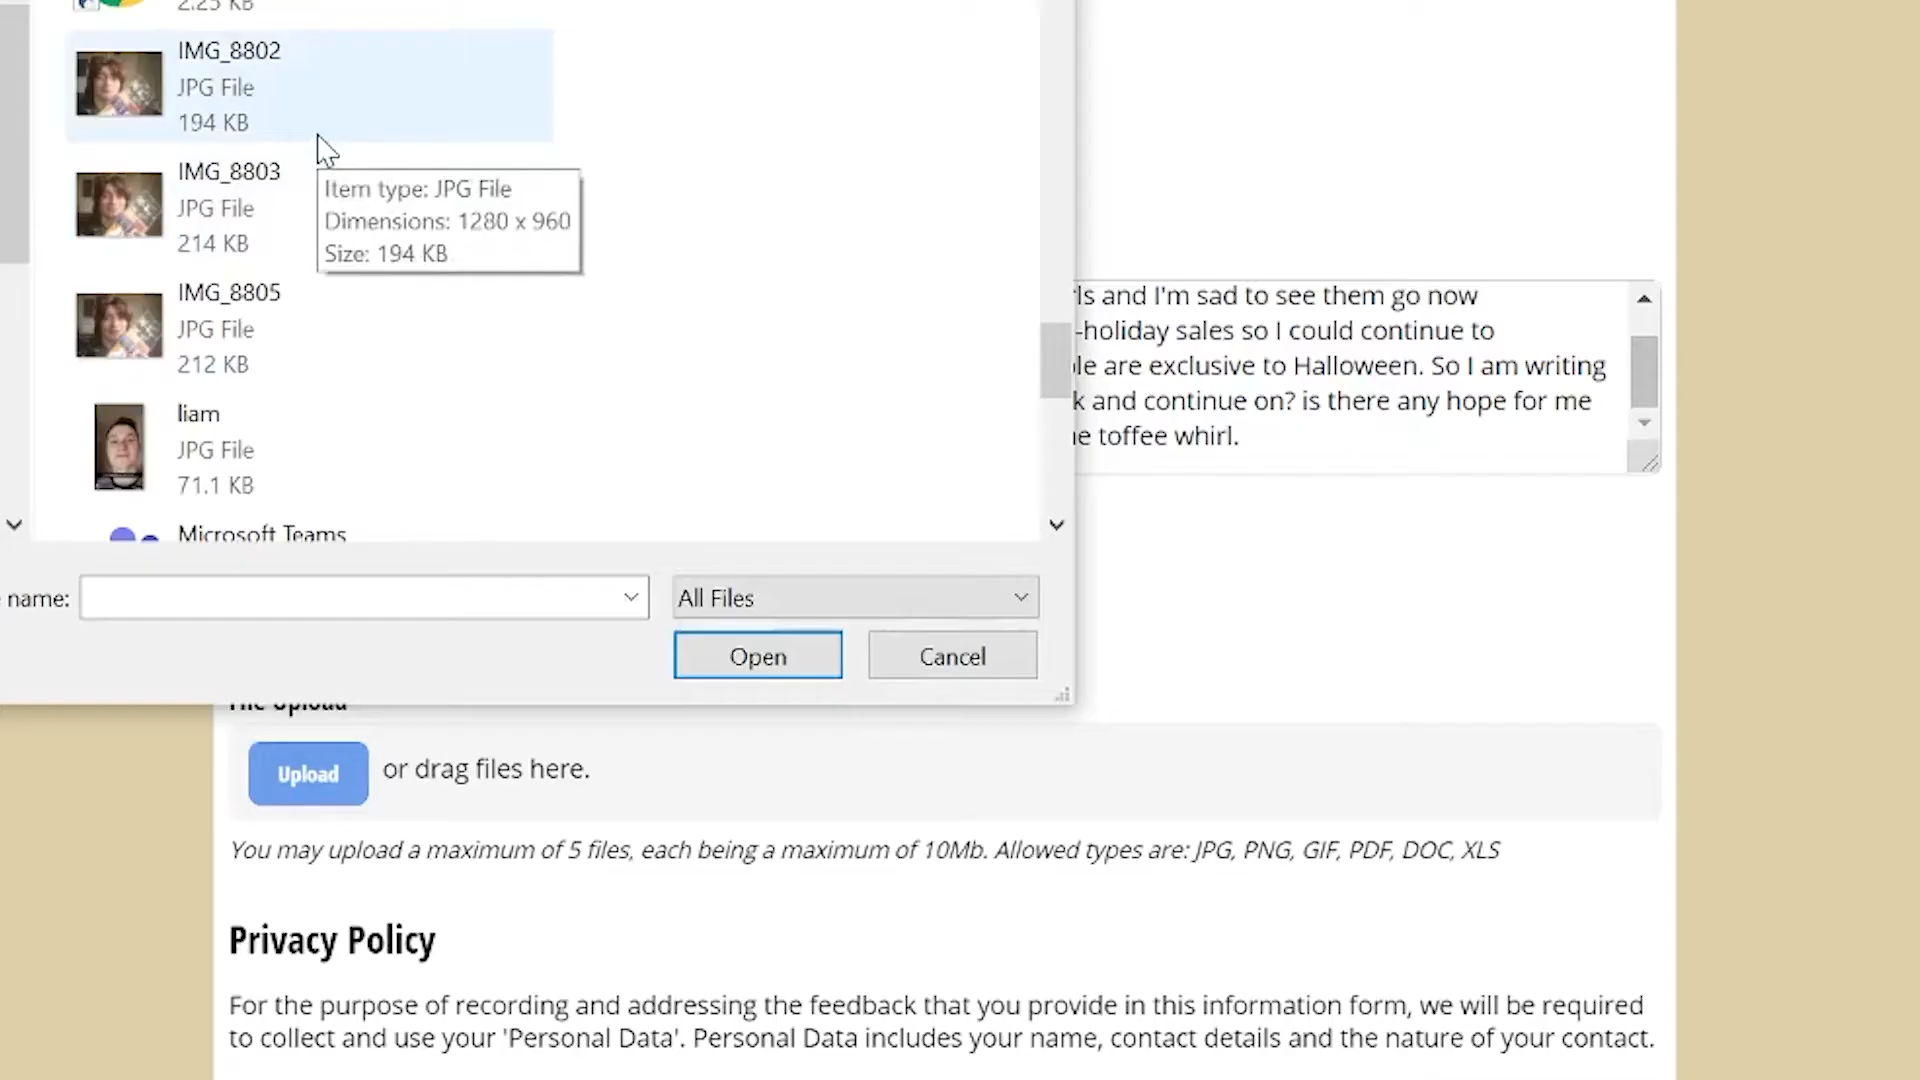 2.25 KB
IMG_8802
JPG File
194 KB
IMG_8803
JPG File
214 KB
Item type: JPG File
Dimensions: 1280 x 960
Size: 194 KB
IMG_8805
JPG File
212 KB
liam
JPG File
71.1 KB
Microsoft Teams
and I'm sad to see them go now
-holiday sales so I could continue to
are exclusive to Halloween. So I am writing
and continue on? is there any hope for me
toffee whirl.
name:
All Files
Open
Cancel
File Upload
Upload
or drag files here.
You may upload a maximum of 5 files, each being a maximum of 10Mb. Allowed types are: JPG, PNG, GIF, PDF, DOC, XLS
Privacy Policy
For the purpose of recording and addressing the feedback that you provide in this information form, we will be required
to collect and use your 'Personal Data'. Personal Data includes your name, contact details and the nature of your contact.